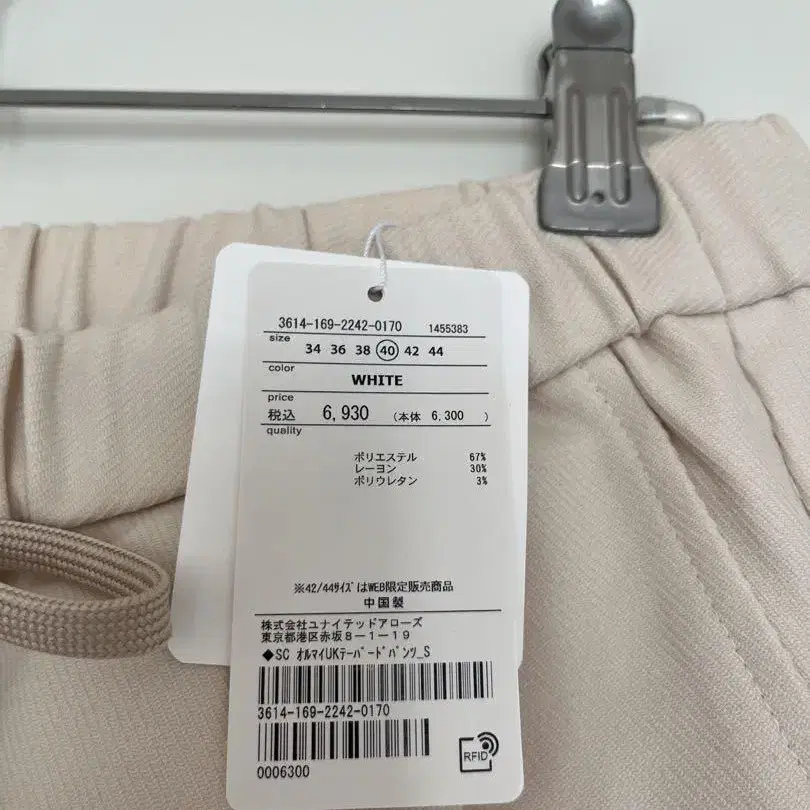 3614-169-2242-0170 1455383
size
34 36 38 40 42 44
color
WHITE
price
税込 6,930 (本体 6,300 )
quality
ポリエステル 67%
レーヨン 30%
ポリウレタン 3%
※42/44サイズはWEB限定販売商品
中国製
株式会社ユナイテッドアローズ
東京都港区赤坂8-1-19
◆SC オルマイUKテーパードパンツ_S
3614-169-2242-0170
0006300
RFID